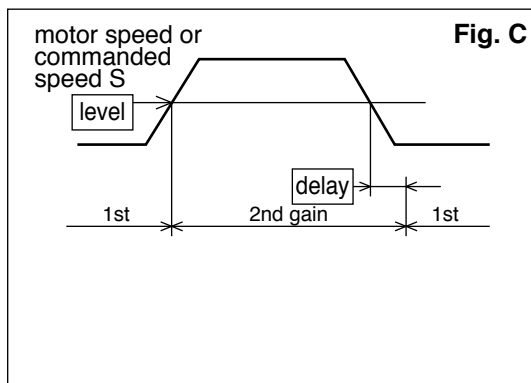 Fig. C
motor speed or
commanded
speed S
level
delay
1st
2nd gain
1st